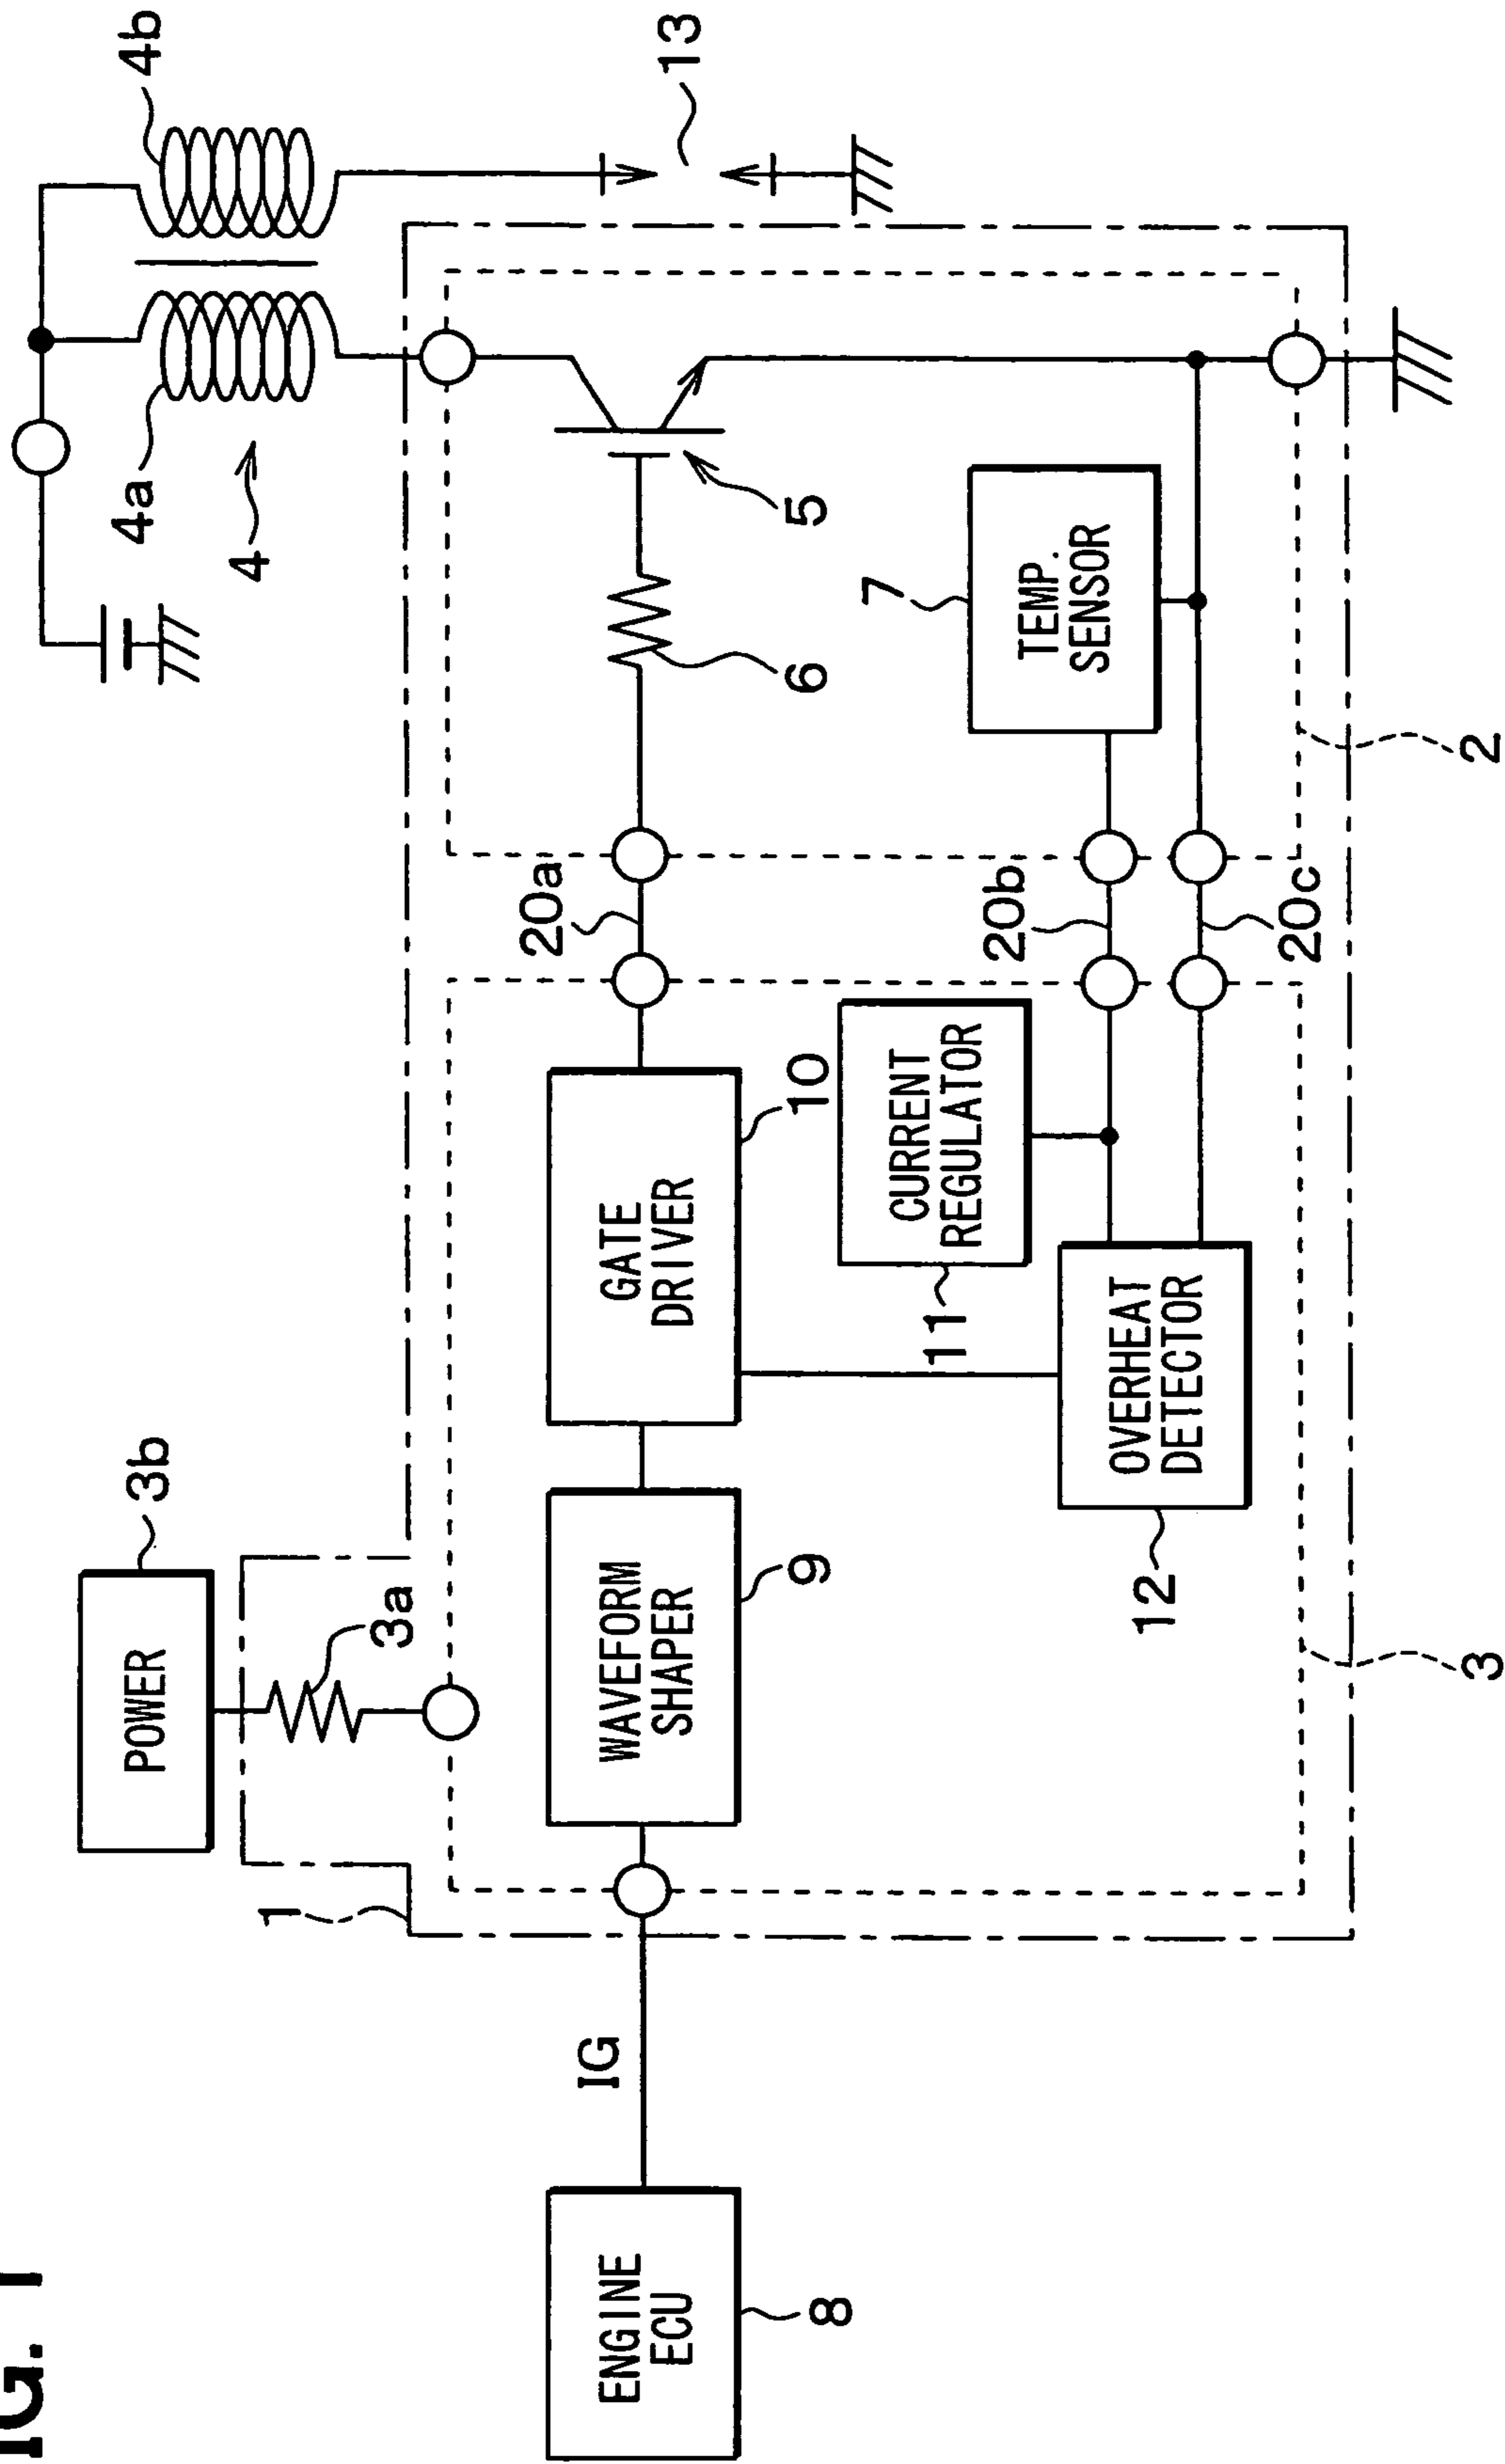 FIG. 1
POWER
3b
3a
1
4a
4b
4
13
ENGINE
ECU
8
IG
WAVEFORM
SHAPER
9
GATE
DRIVER
10
20a
6
5
CURRENT
REGULATOR
11
20b
7
TEMP.
SENSOR
OVERHEAT
DETECTOR
12
20c
3
2